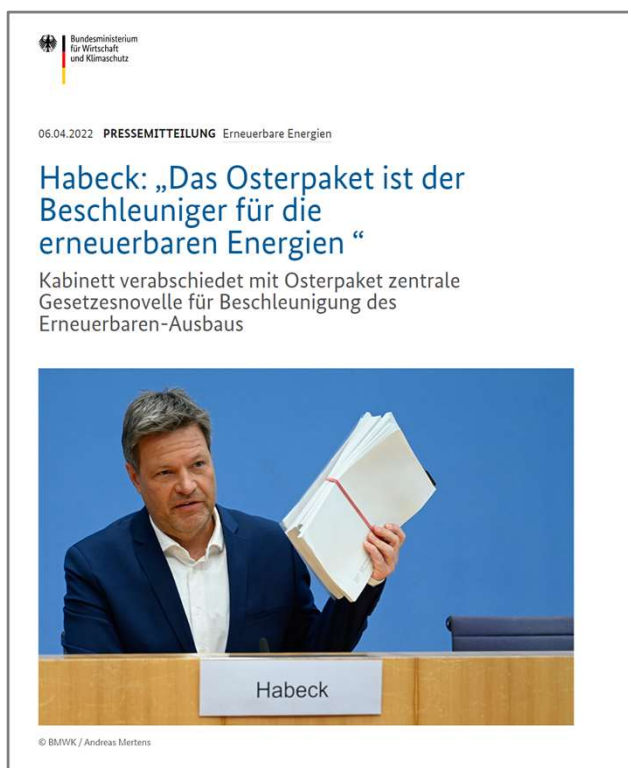 Bundesministerium
für Wirtschaft
und Klimaschutz
06.04.2022 PRESSEMITTEILUNG Erneuerbare Energien
Habeck: „Das Osterpaket ist der
Beschleuniger für die
erneuerbaren Energien “
Kabinett verabschiedet mit Osterpaket zentrale
Gesetzesnovelle für Beschleunigung des
Erneuerbaren-Ausbaus
Habeck
© BMWK / Andreas Mertens